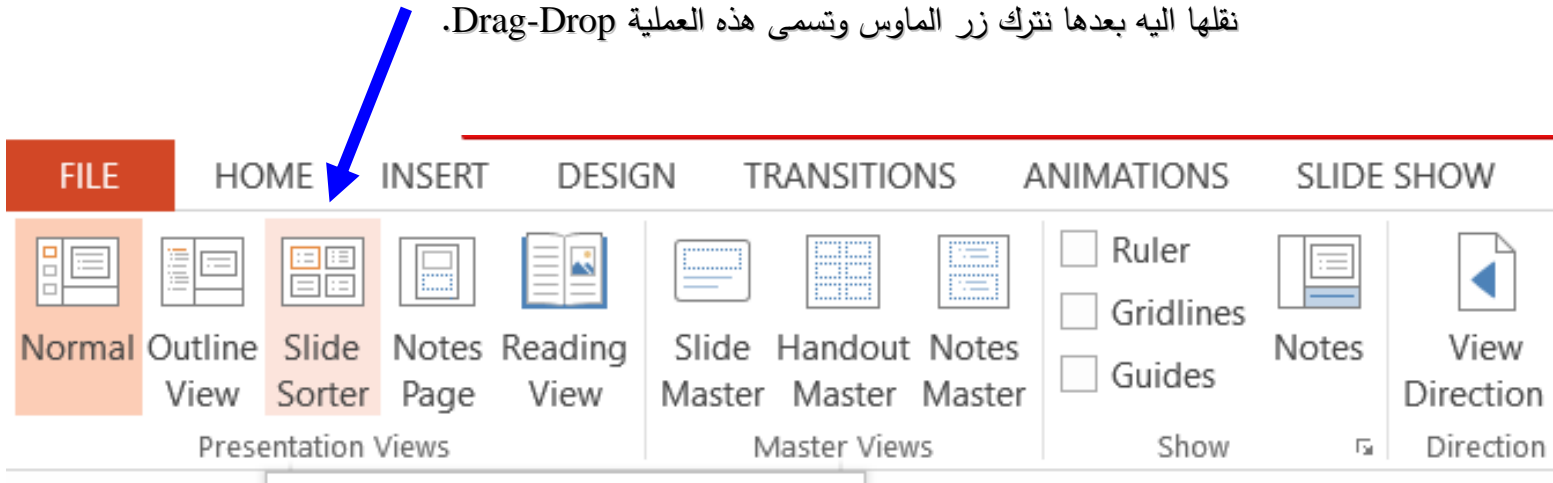 نقلها اليه بعدها نترك زر الماوس وتسمى هذه العملية Drag-Drop.
FILE HOME INSERT DESIGN TRANSITIONS ANIMATIONS SLIDE SHOW
Normal
Outline View
Slide Sorter
Notes Page
Reading View
Presentation Views
Slide Master
Handout Master
Notes Master
Master Views
Ruler
Gridlines
Guides
Notes
Show
View Direction
Direction